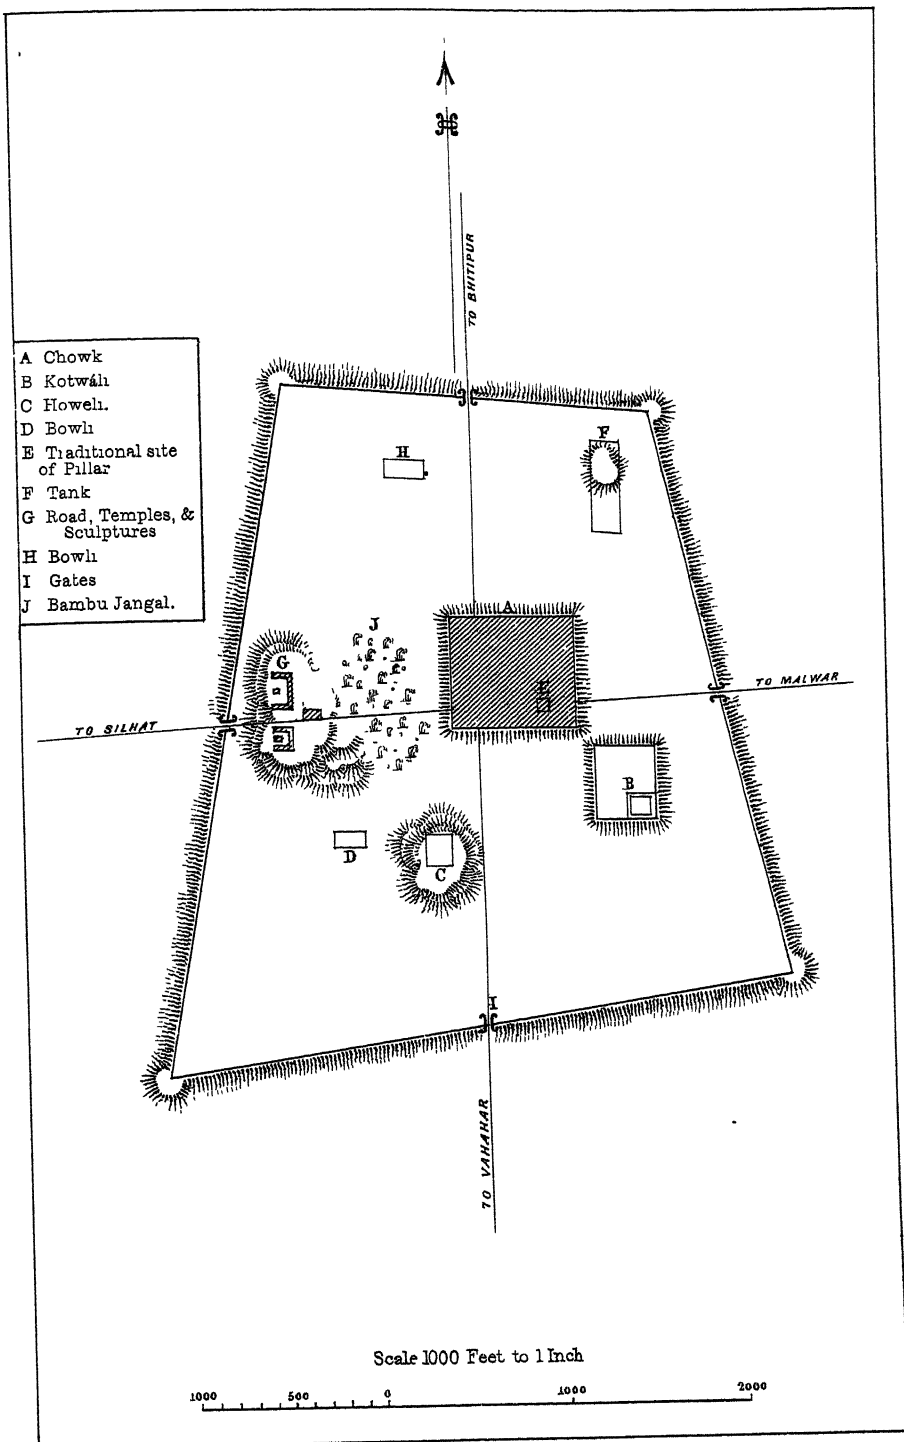 TO BHITIPUR
A Chowk
B Kotwáli
C Howeli.
D Bowli
E Traditional site
of Pillar
F Tank
G Road, Temples, &
Sculptures
H Bowli
I Gates
J Bambu Jangal.
F
H
A
J
G
TO MALWAR
TO SILHAT
B
D
C
I
TO VAHAHAR
Scale 1000 Feet to 1 Inch
1000 500 0 1000 2000